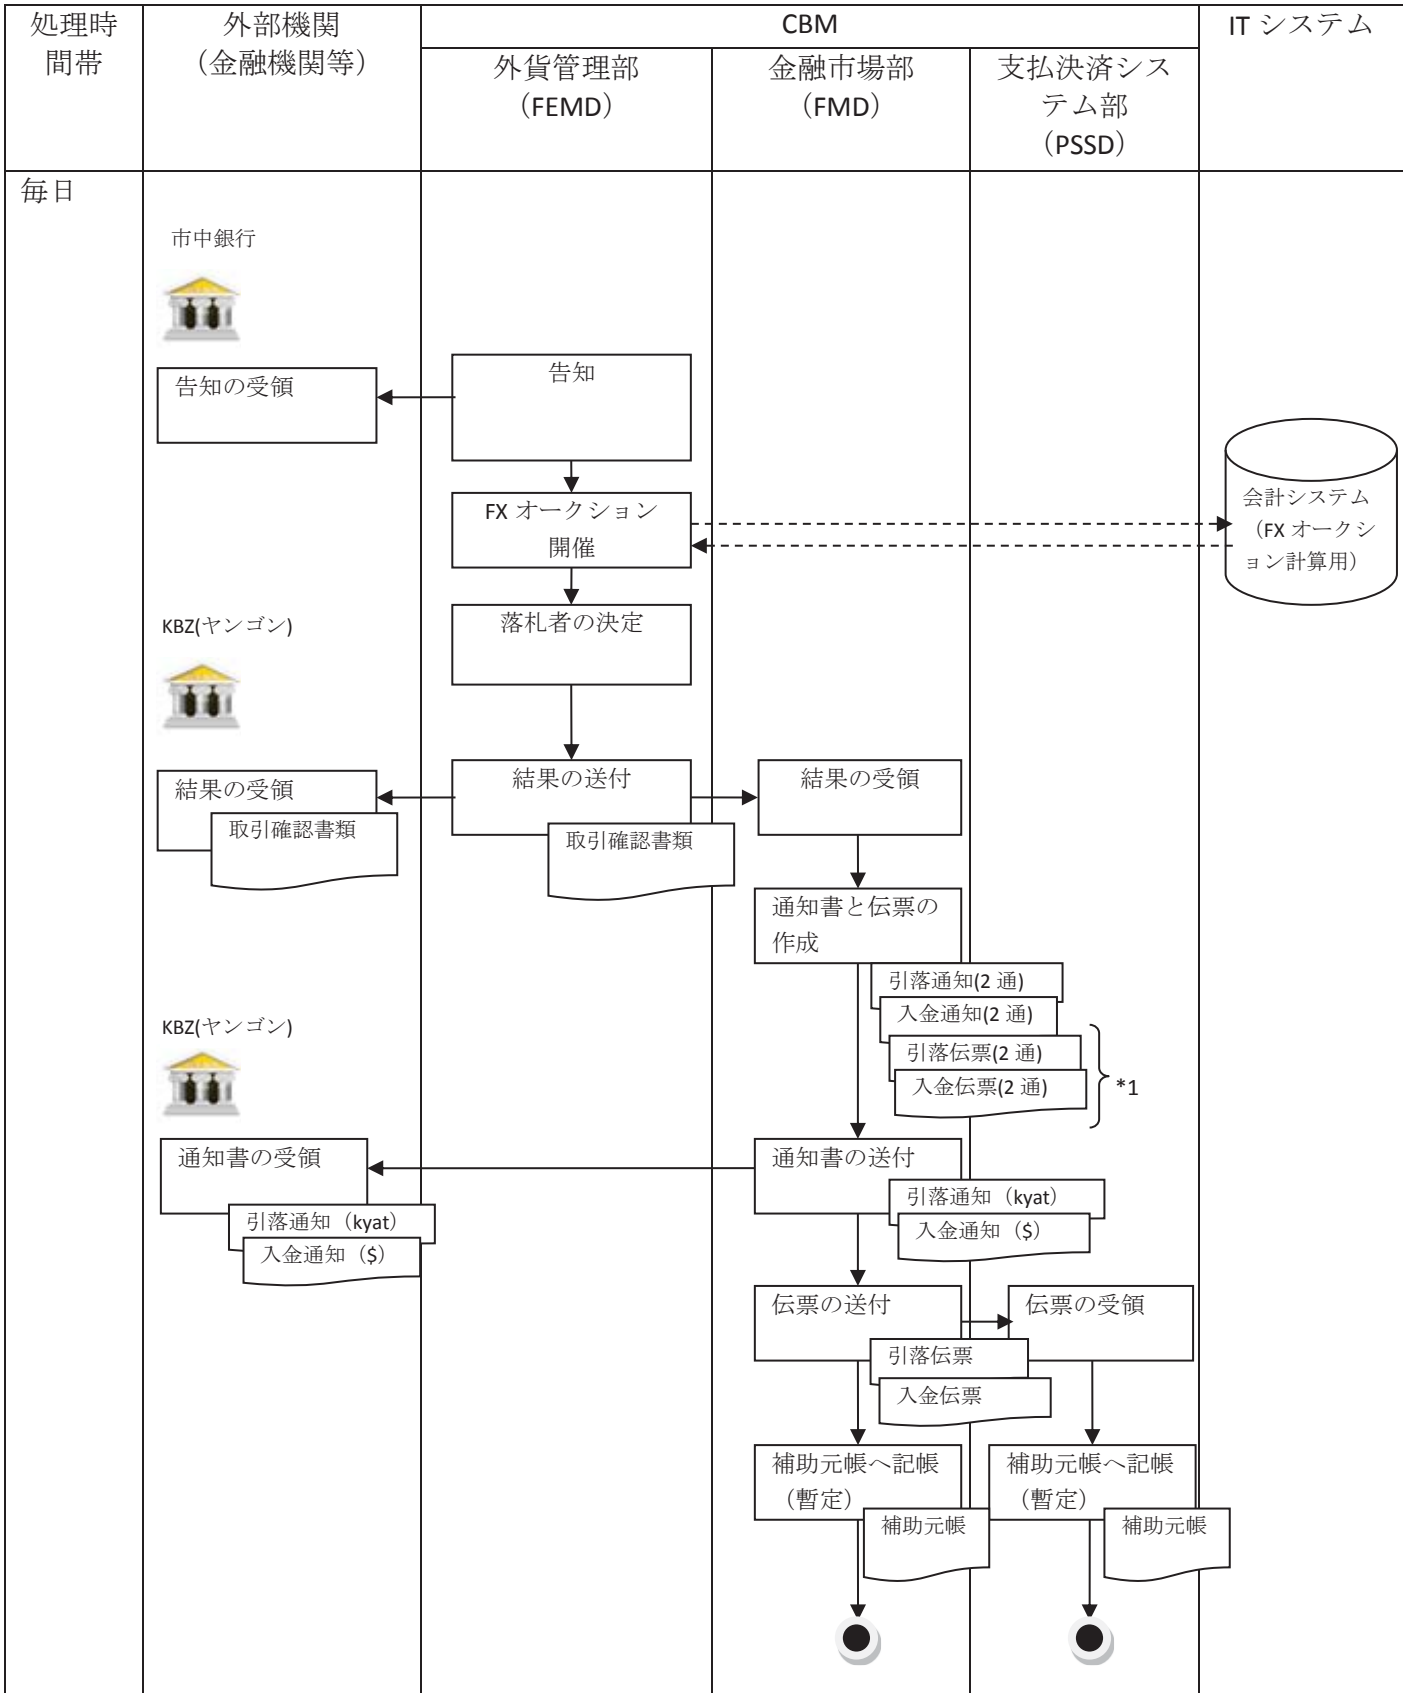 処理時
間帯
外部機関
（金融機関等）
CBM
IT システム
外貨管理部
（FEMD）
金融市場部
（FMD）
支払決済シス
テム部
（PSSD）
毎日
市中銀行
告知の受領
告知
FX オークション
開催
会計システム
（FX オークシ
ョン計算用）
KBZ(ヤンゴン)
落札者の決定
結果の受領
取引確認書類
結果の送付
取引確認書類
結果の受領
通知書と伝票の
作成
引落通知(2 通)
入金通知(2 通)
引落伝票(2 通)
入金伝票(2 通)
*1
KBZ(ヤンゴン)
通知書の受領
引落通知（kyat）
入金通知（$）
通知書の送付
引落通知（kyat）
入金通知（$）
伝票の送付
引落伝票
入金伝票
伝票の受領
補助元帳へ記帳
（暫定）
補助元帳
補助元帳へ記帳
（暫定）
補助元帳